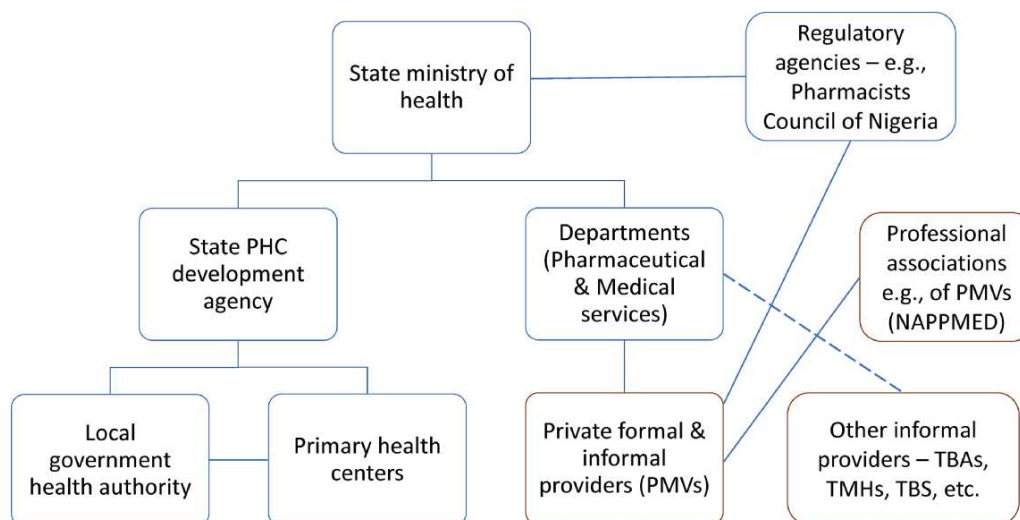 State ministry of
health
Regulatory
agencies – e.g.,
Pharmacists
Council of Nigeria
State PHC
development
agency
Departments
(Pharmaceutical
& Medical
services)
Professional
associations
e.g., of PMVs
(NAPPMED)
Local
government
health authority
Primary health
centers
Private formal &
informal
providers (PMVs)
Other informal
providers – TBAs,
TMHs, TBS, etc.